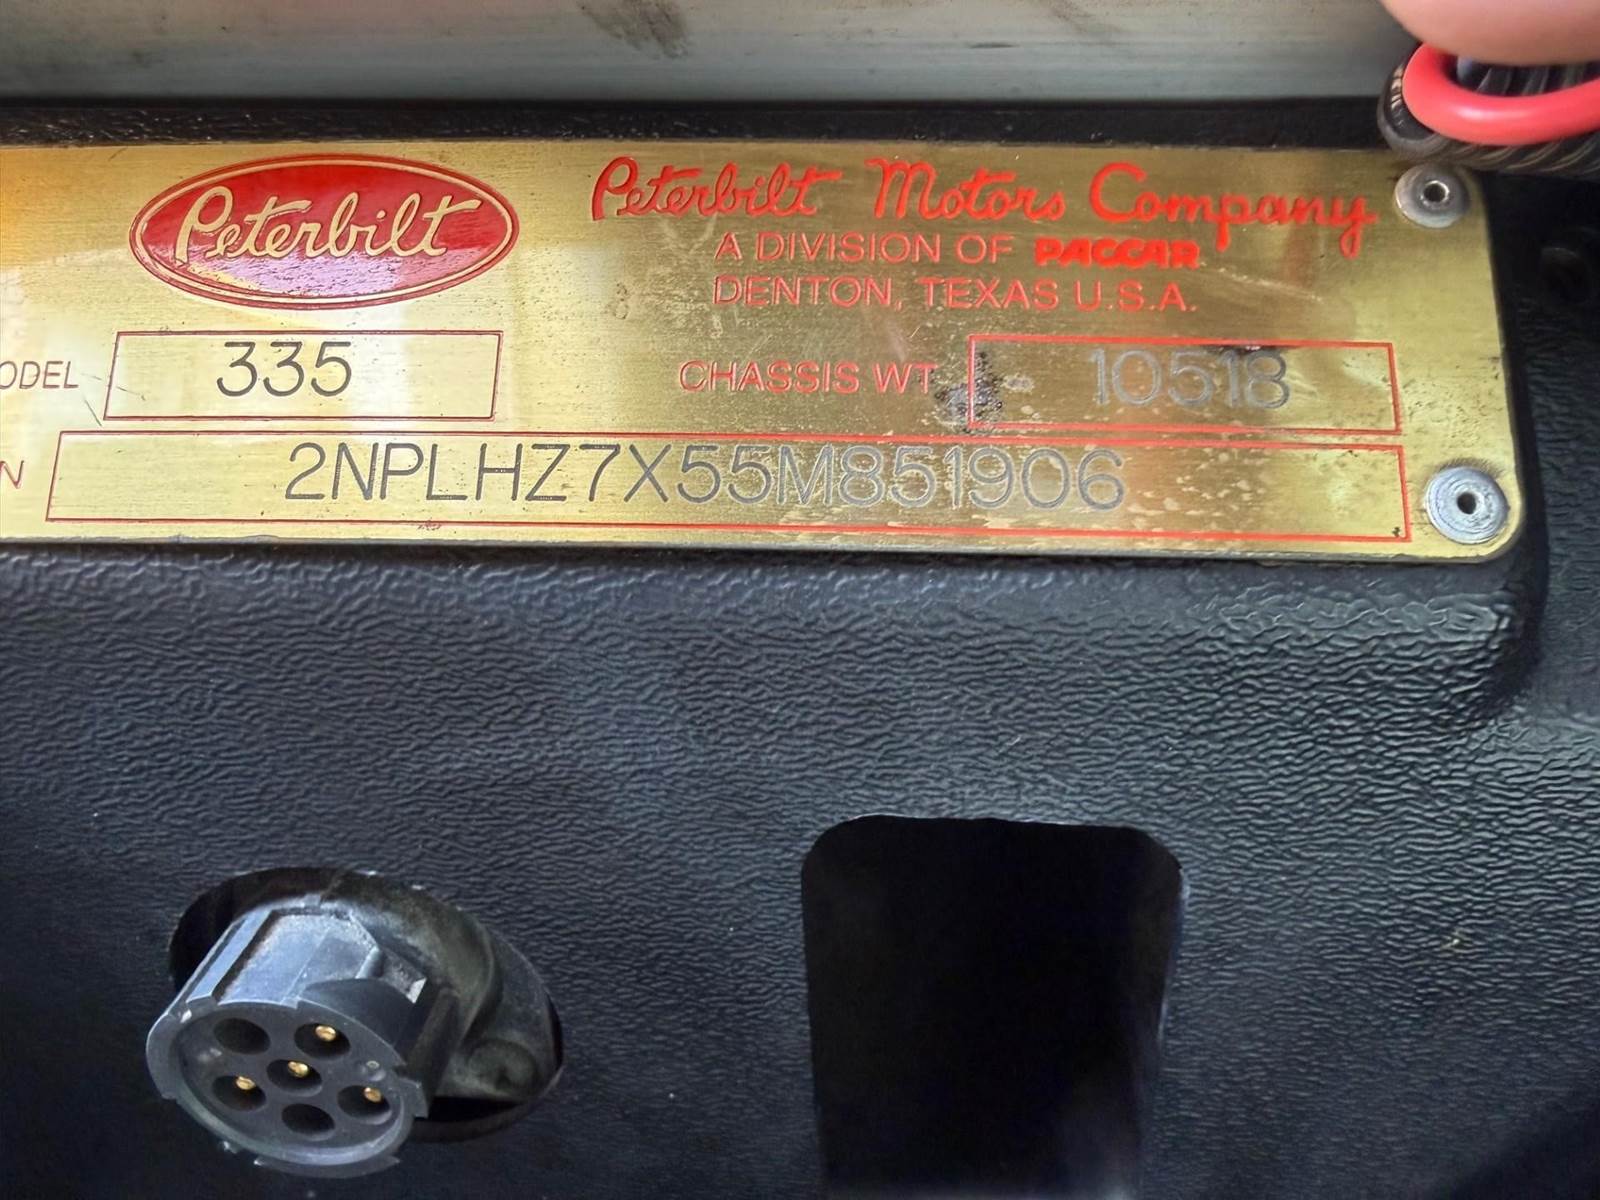 Peterbilt
Peterbilt Motors Company
A DIVISION OF PACCAR
DENTON, TEXAS U.S.A.
ODEL 335
CHASSIS WT 10518
N 2NPLHZ7X55M851906